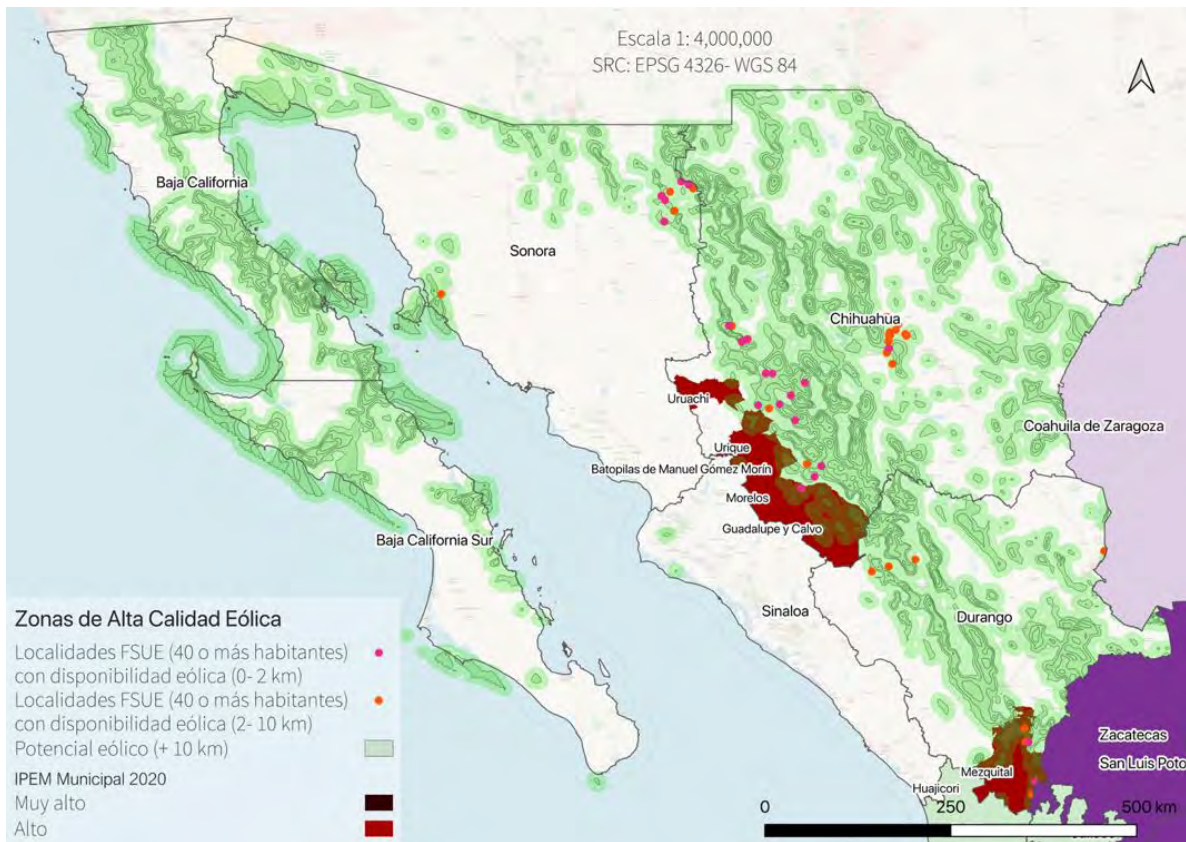 Escala 1: 4,000,000
SRC: EPSG 4326- WGS 84
Baja California
Sonora
Chihuahua
Uruachi
Coahuila de Zaragoza
Urique
Batopilas de Manuel Gómez Morín
Morelos
Guadalupe y Calvo
Baja California Sur
Sinaloa
Durango
Zacatecas
San Luis Poto
Mezquital
Huajicori
Zonas de Alta Calidad Eólica
Localidades FSUE (40 o más habitantes)
con disponibilidad eólica (0- 2 km)
Localidades FSUE (40 o más habitantes)
con disponibilidad eólica (2- 10 km)
Potencial eólico (+ 10 km)
IPEM Municipal 2020
Muy alto
Alto
0 250 500 km